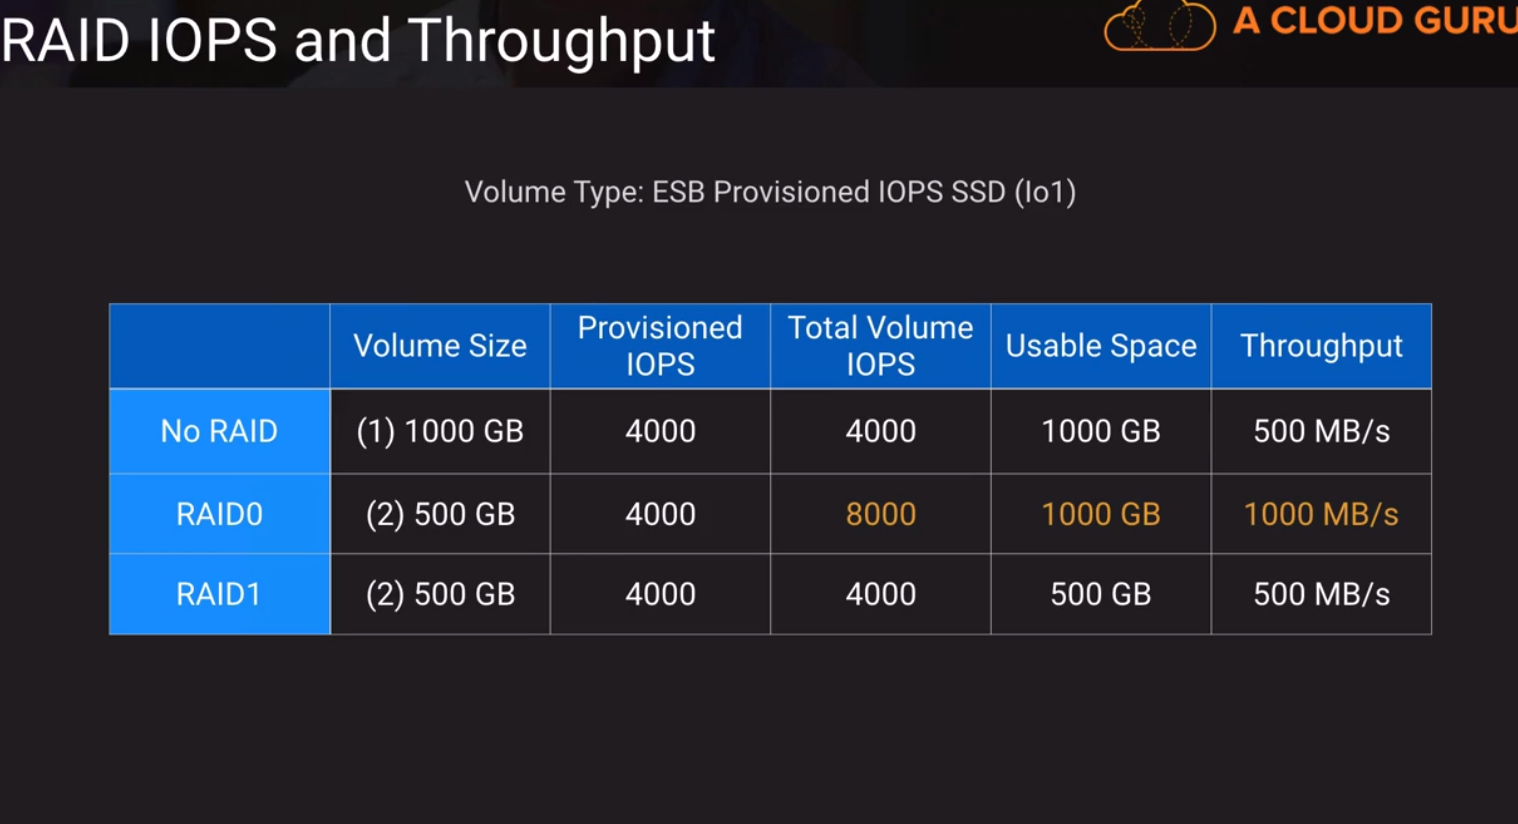 RAID IOPS and Throughput
A CLOUD GURU
Volume Type: ESB Provisioned IOPS SSD (Io1)
Volume Size
Provisioned
IOPS
Total Volume
IOPS
Usable Space
Throughput
No RAID
(1) 1000 GB
4000
4000
1000 GB
500 MB/s
RAID0
(2) 500 GB
4000
8000
1000 GB
1000 MB/s
RAID1
(2) 500 GB
4000
4000
500 GB
500 MB/s